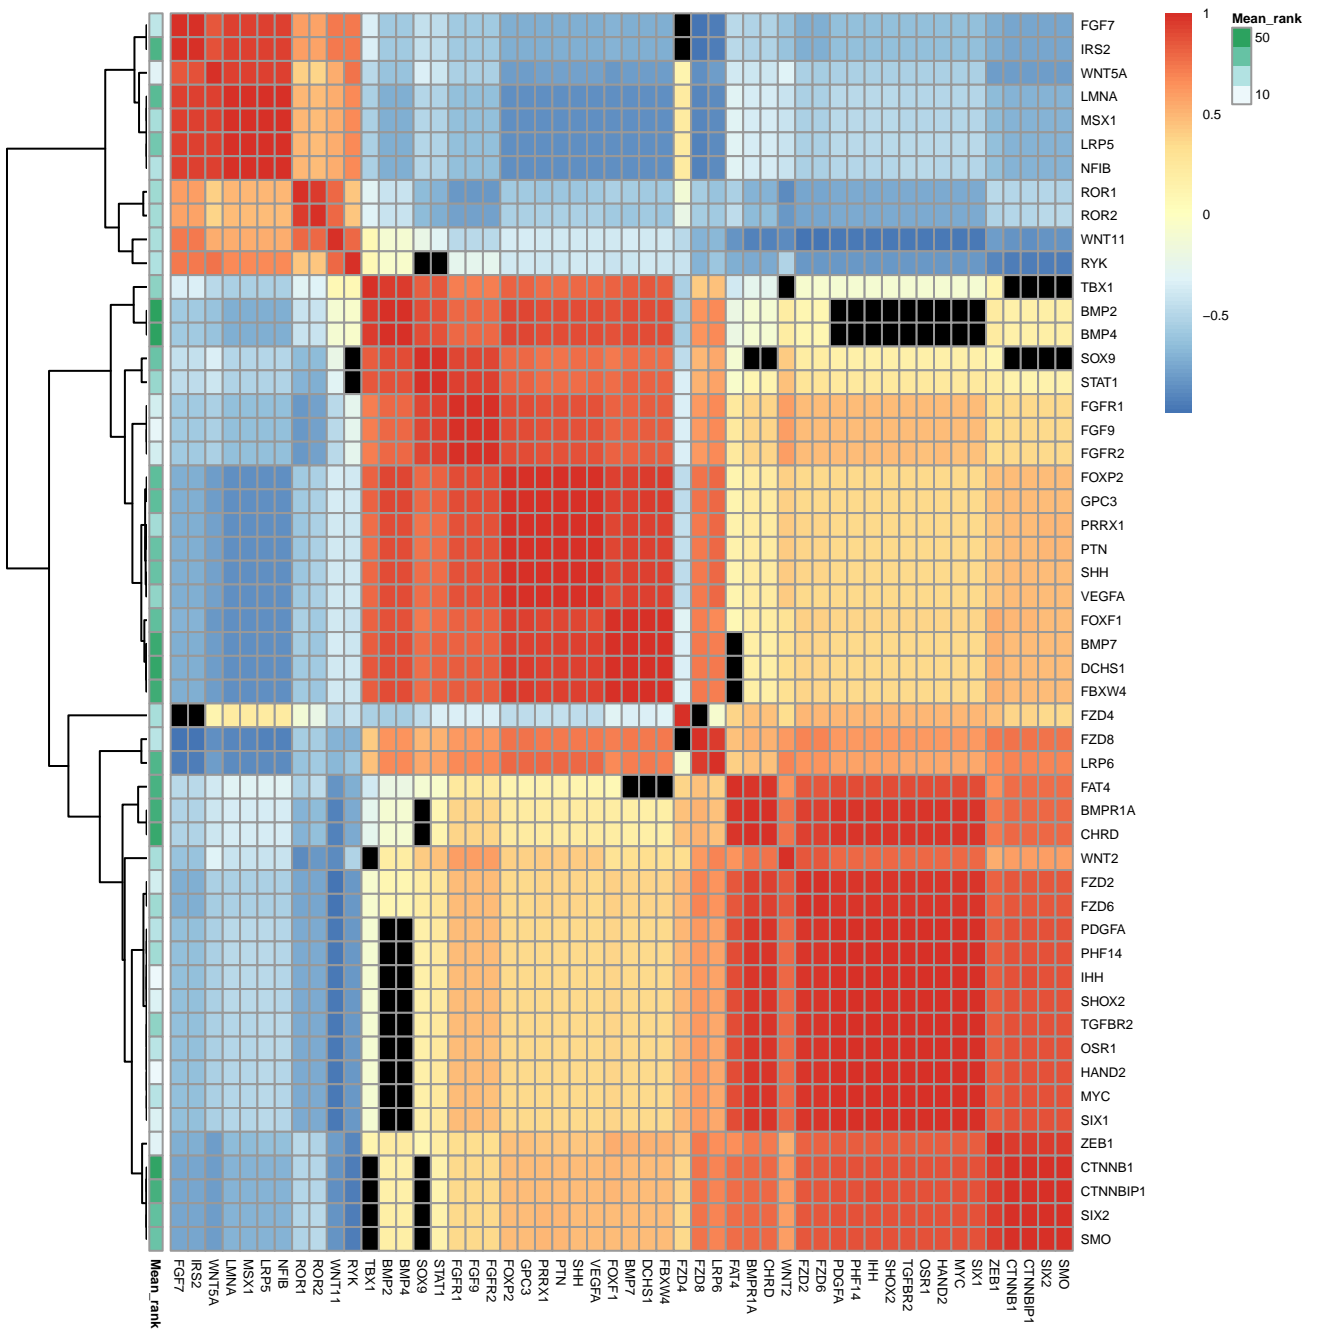 1
0.5
0
−0.5
Mean_rank
50
10
FGF7
IRS2
WNT5A
LMNA
MSX1
LRP5
NFIB
ROR1
ROR2
WNT11
RYK
TBX1
BMP2
BMP4
SOX9
STAT1
FGFR1
FGF9
FGFR2
FOXP2
GPC3
PRRX1
PTN
SHH
VEGFA
FOXF1
BMP7
DCHS1
FBXW4
FZD4
FZD8
LRP6
FAT4
BMPR1A
CHRD
WNT2
FZD2
FZD6
PDGFA
PHF14
IHH
SHOX2
TGFBR2
OSR1
HAND2
MYC
SIX1
ZEB1
CTNNB1
CTNNBIP1
SIX2
SMO
Mean_rank
FGF7
IRS2
WNT5A
LMNA
MSX1
LRP5
NFIB
ROR1
ROR2
WNT11
RYK
TBX1
BMP2
BMP4
SOX9
STAT1
FGFR1
FGF9
FGFR2
FOXP2
GPC3
PRRX1
PTN
SHH
VEGFA
FOXF1
BMP7
DCHS1
FBXW4
FZD4
FZD8
LRP6
FAT4
BMPR1A
CHRD
WNT2
FZD2
FZD6
PDGFA
PHF14
IHH
SHOX2
TGFBR2
OSR1
HAND2
MYC
SIX1
ZEB1
CTNNB1
CTNNBIP1
SIX2
SMO